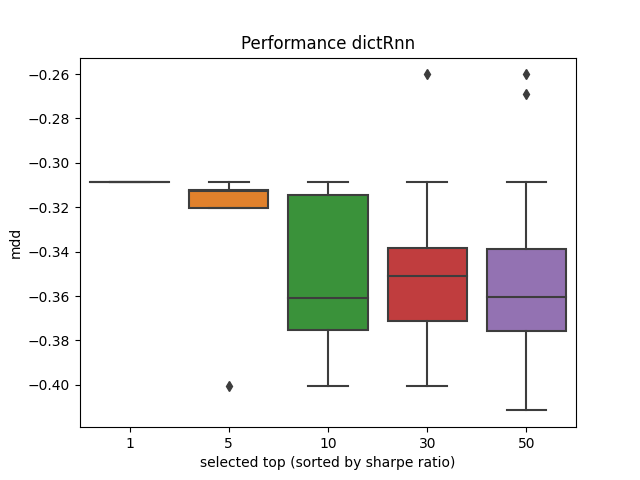 Performance dictRnn
−0.26
−0.28
−0.30
−0.32
−0.34
−0.36
−0.38
−0.40
mdd
1 5 10 30 50
selected top (sorted by sharpe ratio)